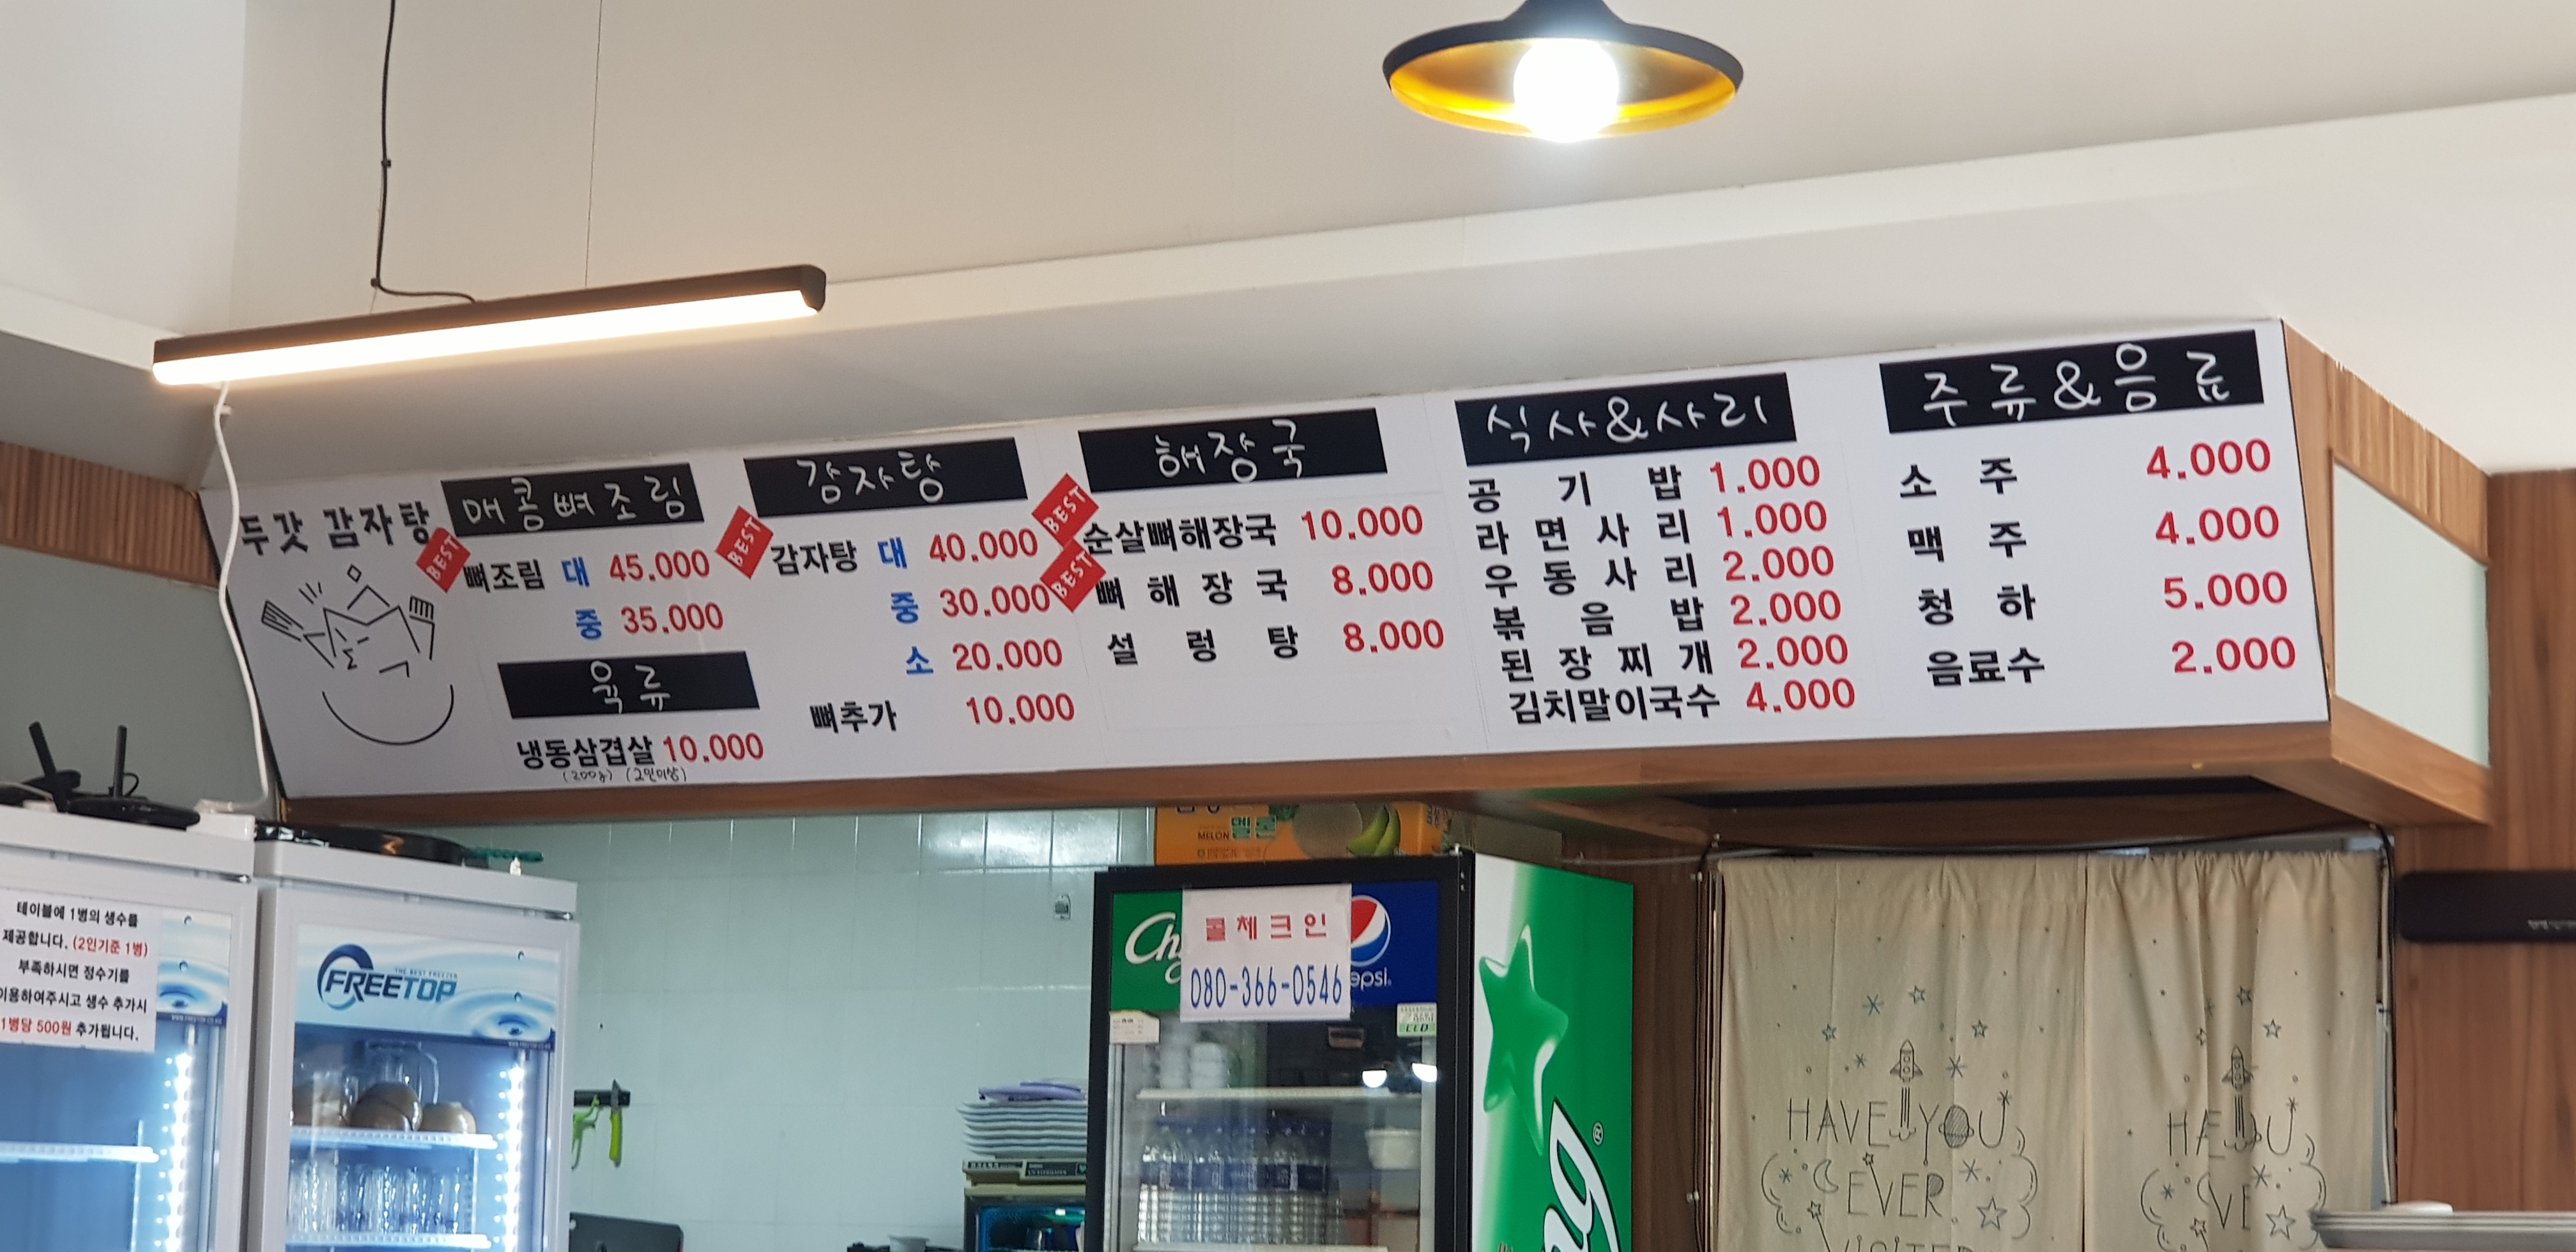 두갓 감자탕
매콤뼈조림
BEST
뼈조림 대 45.000
중 35.000
육류
냉동삼겹살 10.000
(200g) (2인이상)
감자탕
BEST
감자탕 대 40.000
중 30.000
소 20.000
뼈추가 10.000
해장국
BEST
순살뼈해장국 10.000
BEST
뼈해장국 8.000
설렁탕 8.000
식사&사리
공기밥 1.000
라면사리 1.000
우동사리 2.000
볶음밥 2.000
된장찌개 2.000
김치말이국수 4.000
주류&음료
소주 4.000
맥주 4.000
청하 5.000
음료수 2.000
테이블에 1병의 생수를
제공합니다. (2인기준 1병)
부족하시면 정수기를
이용하여주시고 생수 추가시
1병당 500원 추가됩니다.
THE BEST FREEZER
FREETOP
MELON 멜론
콜체크인
080-366-0546
Ch
epsi.
ng®
HAVE YOU
EVER
HA OU
VE